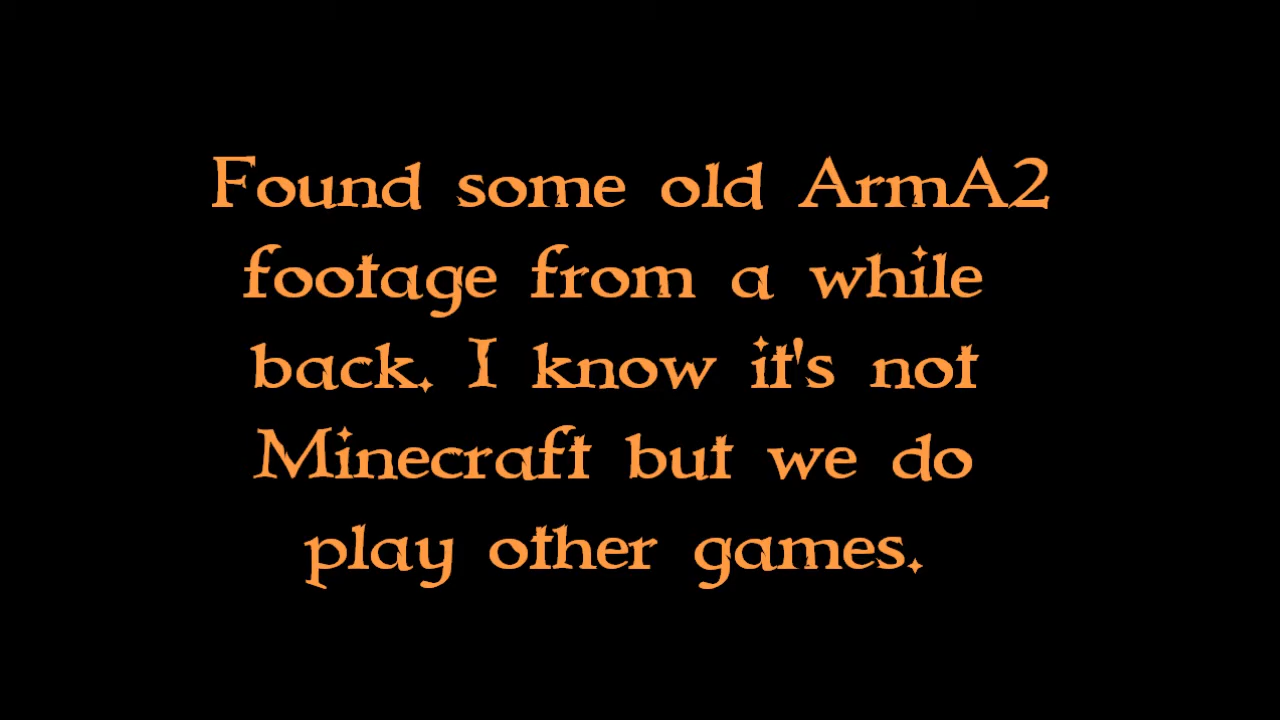 Found some old ArmA2
footage from a while
back. I know it's not
Minecraft but we do
play other games.